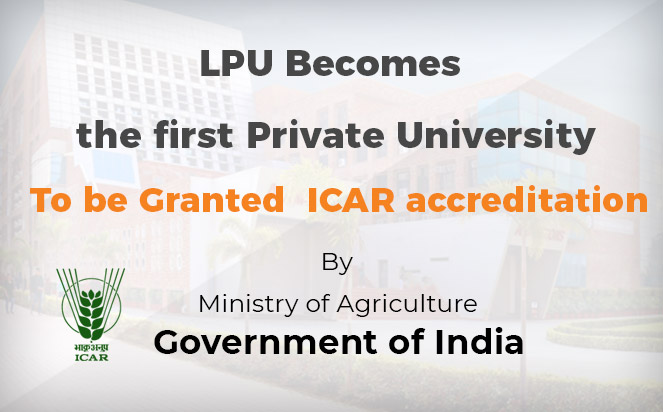 LPU Becomes
the first Private University
To be Granted ICAR accreditation
By
Ministry of Agriculture
Government of India
भाकृअनुप
ICAR